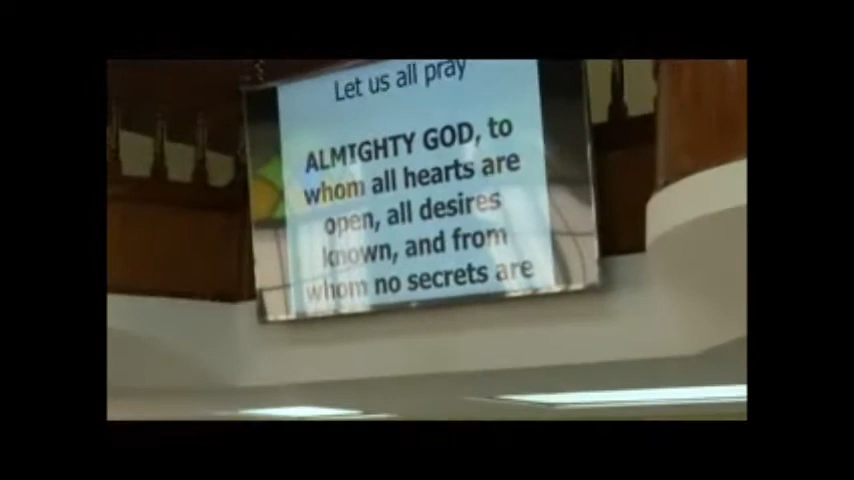 Let us all pray
ALMIGHTY GOD, to
whom all hearts are
open, all desires
known, and from
whom no secrets are